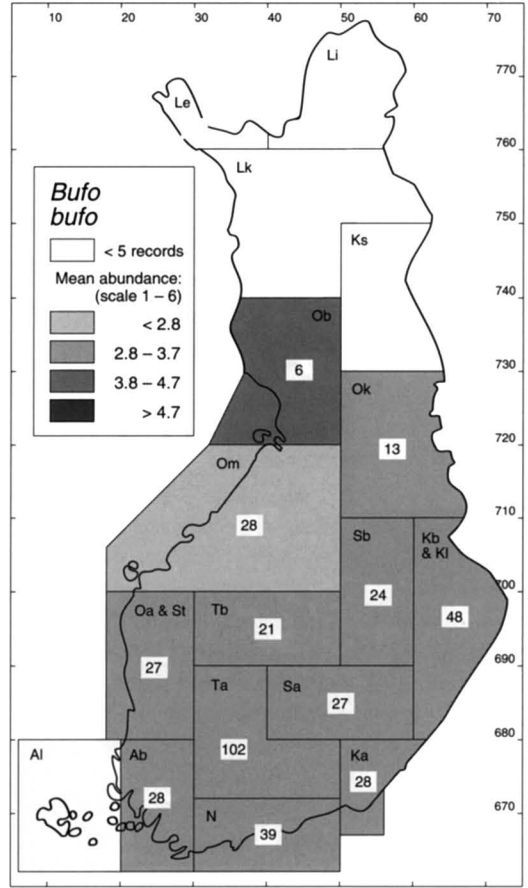 10 20 30 40 50 60 70
Li
770
Le
760
Lk
Bufo
bufo
750
Ks
< 5 records
Mean abundance:
(scale 1 – 6)
740
Ob
< 2.8
2.8 – 3.7
6
730
3.8 – 4.7
Ok
> 4.7
720
13
Om
710
28
Sb
Kb
& Kl
700
24
Oa & St
Tb
48
21
690
27
Ta
Sa
27
680
Al
Ab
102
Ka
28
28
670
N
39